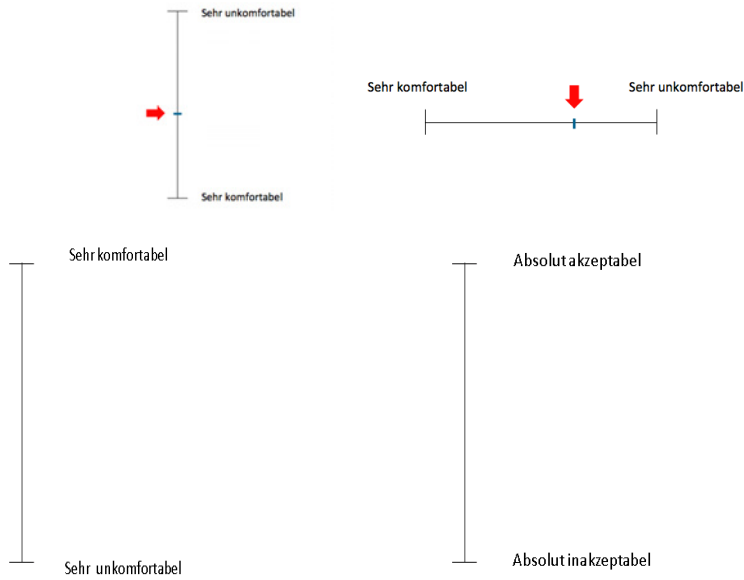 Sehr unkomfortabel
Sehr komfortabel
Sehr komfortabel
Sehr unkomfortabel
Sehr komfortabel
Sehr unkomfortabel
Absolut akzeptabel
Absolut inakzeptabel